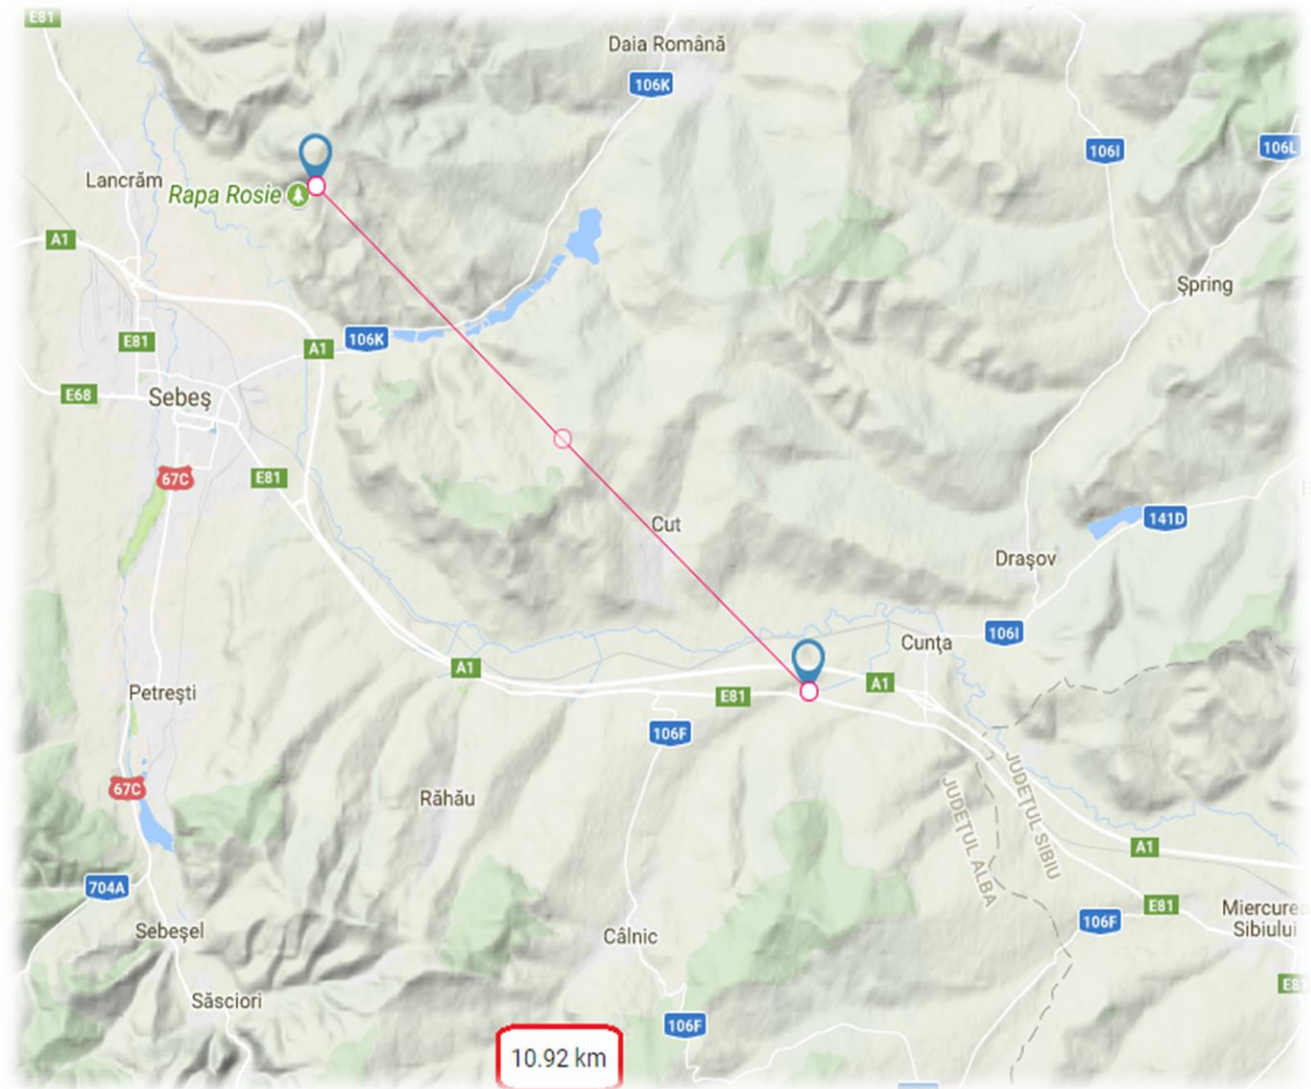 E81
Daia Română
106K
106I
106L
Lancrăm
Rapa Rosie
A1
Şpring
E81
A1
106K
E68
Sebeş
67C
E81
141D
Cut
Draşov
106I
Cunţa
A1
A1
E81
Petreşti
106F
JUDEŢUL SIBIU
JUDEŢUL ALBA
67C
Răhău
A1
704A
E81
106F
Miercurea
Sibiului
Sebeşel
Câlnic
E81
Săsciori
106F
10.92 km